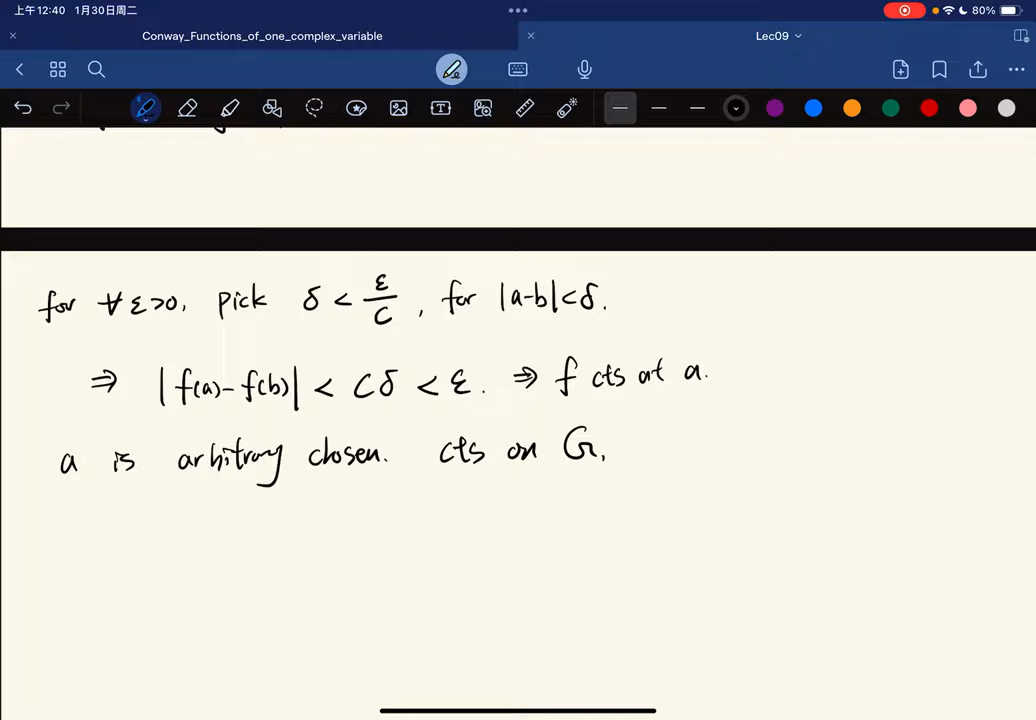 上午12:40 1月30日周二
80%
Conway_Functions_of_one_complex_variable
Lec09
for ∀ε>0, pick δ < ε/C, for |a-b|<δ.
⇒ |f(a)-f(b)| < Cδ < ε. ⇒ f cts at a.
a is arbitrary chosen. cts on G.